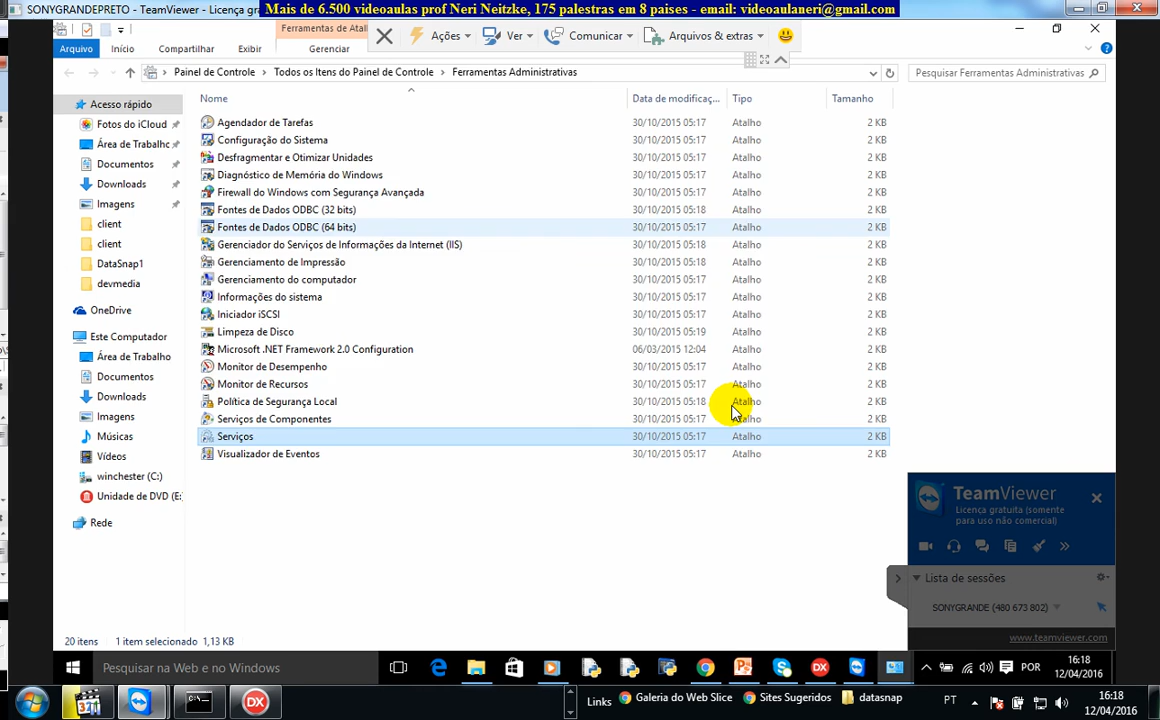 SONYGRANDEPRETO - TeamViewer - Licença gra
Mais de 6.500 videoaulas prof Neri Neitzke, 175 palestras em 8 paises - email: videoaulaneri@gmail.com
Ferramentas de Atall
Ações Ver Comunicar Arquivos & extras
Arquivo Início Compartilhar Exibir Gerenciar
Painel de Controle Todos os Itens do Painel de Controle Ferramentas Administrativas
Pesquisar Ferramentas Administrativas
Nome Data de modificaç... Tipo Tamanho
Acesso rápido
Fotos do iCloud
Área de Trabalhc
Documentos
Downloads
Imagens
client
client
DataSnap1
devmedia
OneDrive
Este Computador
Área de Trabalho
Documentos
Downloads
Imagens
Músicas
Vídeos
winchester (C:)
Unidade de DVD (E:
Rede
Agendador de Tarefas 30/10/2015 05:17 Atalho 2 KB
Configuração do Sistema 30/10/2015 05:17 Atalho 2 KB
Desfragmentar e Otimizar Unidades 30/10/2015 05:17 Atalho 2 KB
Diagnóstico de Memória do Windows 30/10/2015 05:17 Atalho 2 KB
Firewall do Windows com Segurança Avançada 30/10/2015 05:17 Atalho 2 KB
Fontes de Dados ODBC (32 bits) 30/10/2015 05:18 Atalho 2 KB
Fontes de Dados ODBC (64 bits) 30/10/2015 05:17 Atalho 2 KB
Gerenciador do Serviços de Informações da Internet (IIS) 30/10/2015 05:18 Atalho 2 KB
Gerenciamento de Impressão 30/10/2015 05:18 Atalho 2 KB
Gerenciamento do computador 30/10/2015 05:17 Atalho 2 KB
Informações do sistema 30/10/2015 05:17 Atalho 2 KB
Iniciador iSCSI 30/10/2015 05:17 Atalho 2 KB
Limpeza de Disco 30/10/2015 05:19 Atalho 2 KB
Microsoft .NET Framework 2.0 Configuration 06/03/2015 12:04 Atalho 2 KB
Monitor de Desempenho 30/10/2015 05:17 Atalho 2 KB
Monitor de Recursos 30/10/2015 05:17 Atalho 2 KB
Política de Segurança Local 30/10/2015 05:18 Atalho 2 KB
Serviços de Componentes 30/10/2015 05:17 Atalho 2 KB
Serviços 30/10/2015 05:17 Atalho 2 KB
Visualizador de Eventos 30/10/2015 05:17 Atalho 2 KB
TeamViewer
Licença gratuita (somente
para uso não comercial)
Lista de sessões
SONYGRANDE (480 673 802)
www.teamviewer.com
20 itens 1 item selecionado 1,13 KB
Pesquisar na Web e no Windows
POR
16:18
12/04/2016
321
DX
Links Galeria do Web Slice Sites Sugeridos datasnap
PT
16:18
12/04/2016